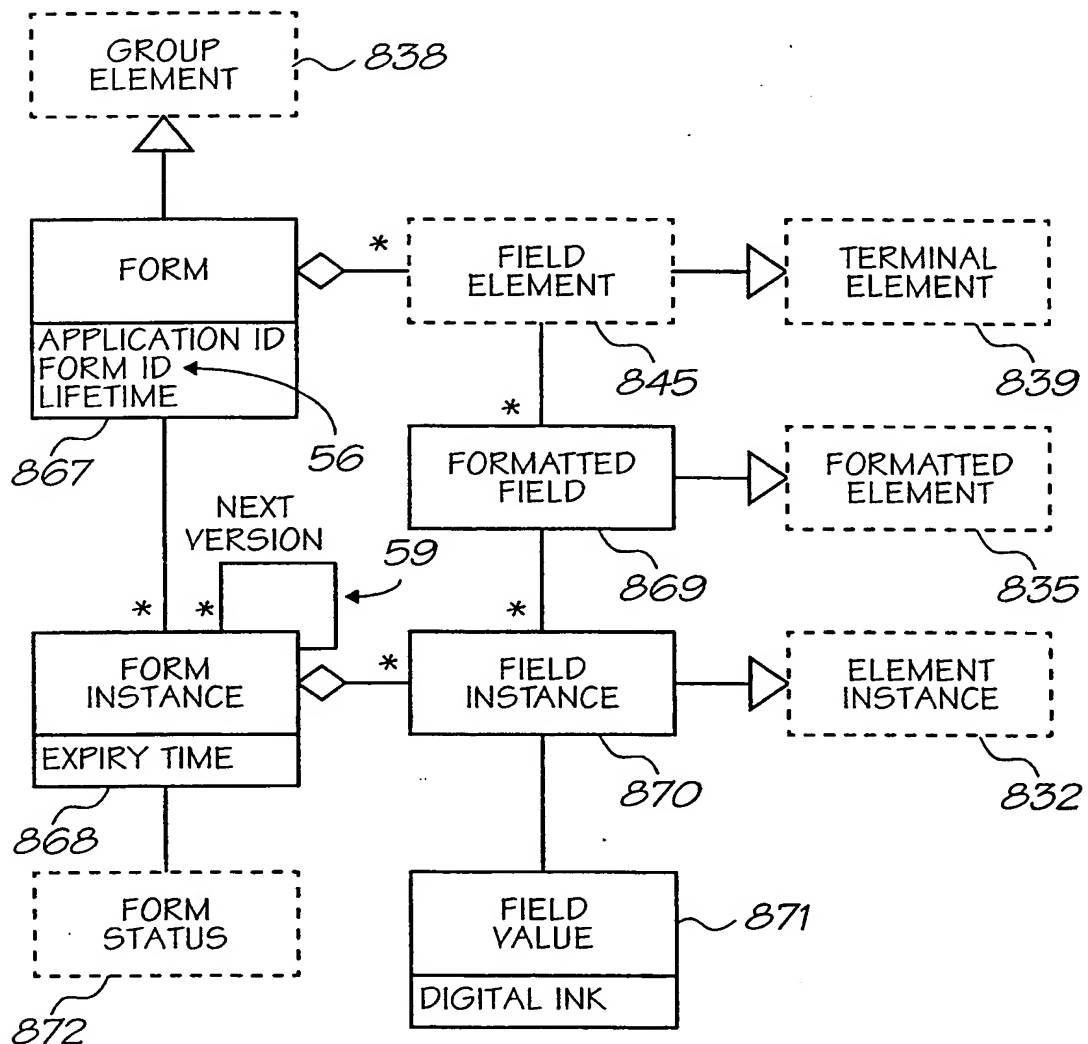 GROUP
ELEMENT
838
FORM
*
FIELD
ELEMENT
TERMINAL
ELEMENT
APPLICATION ID
FORM ID
LIFETIME
845
839
867
56
*
FORMATTED
FIELD
FORMATTED
ELEMENT
NEXT
VERSION
59
869
835
*
*
*
*
FORM
INSTANCE
FIELD
INSTANCE
ELEMENT
INSTANCE
EXPIRY TIME
868
870
832
FORM
STATUS
FIELD
VALUE
871
DIGITAL INK
872